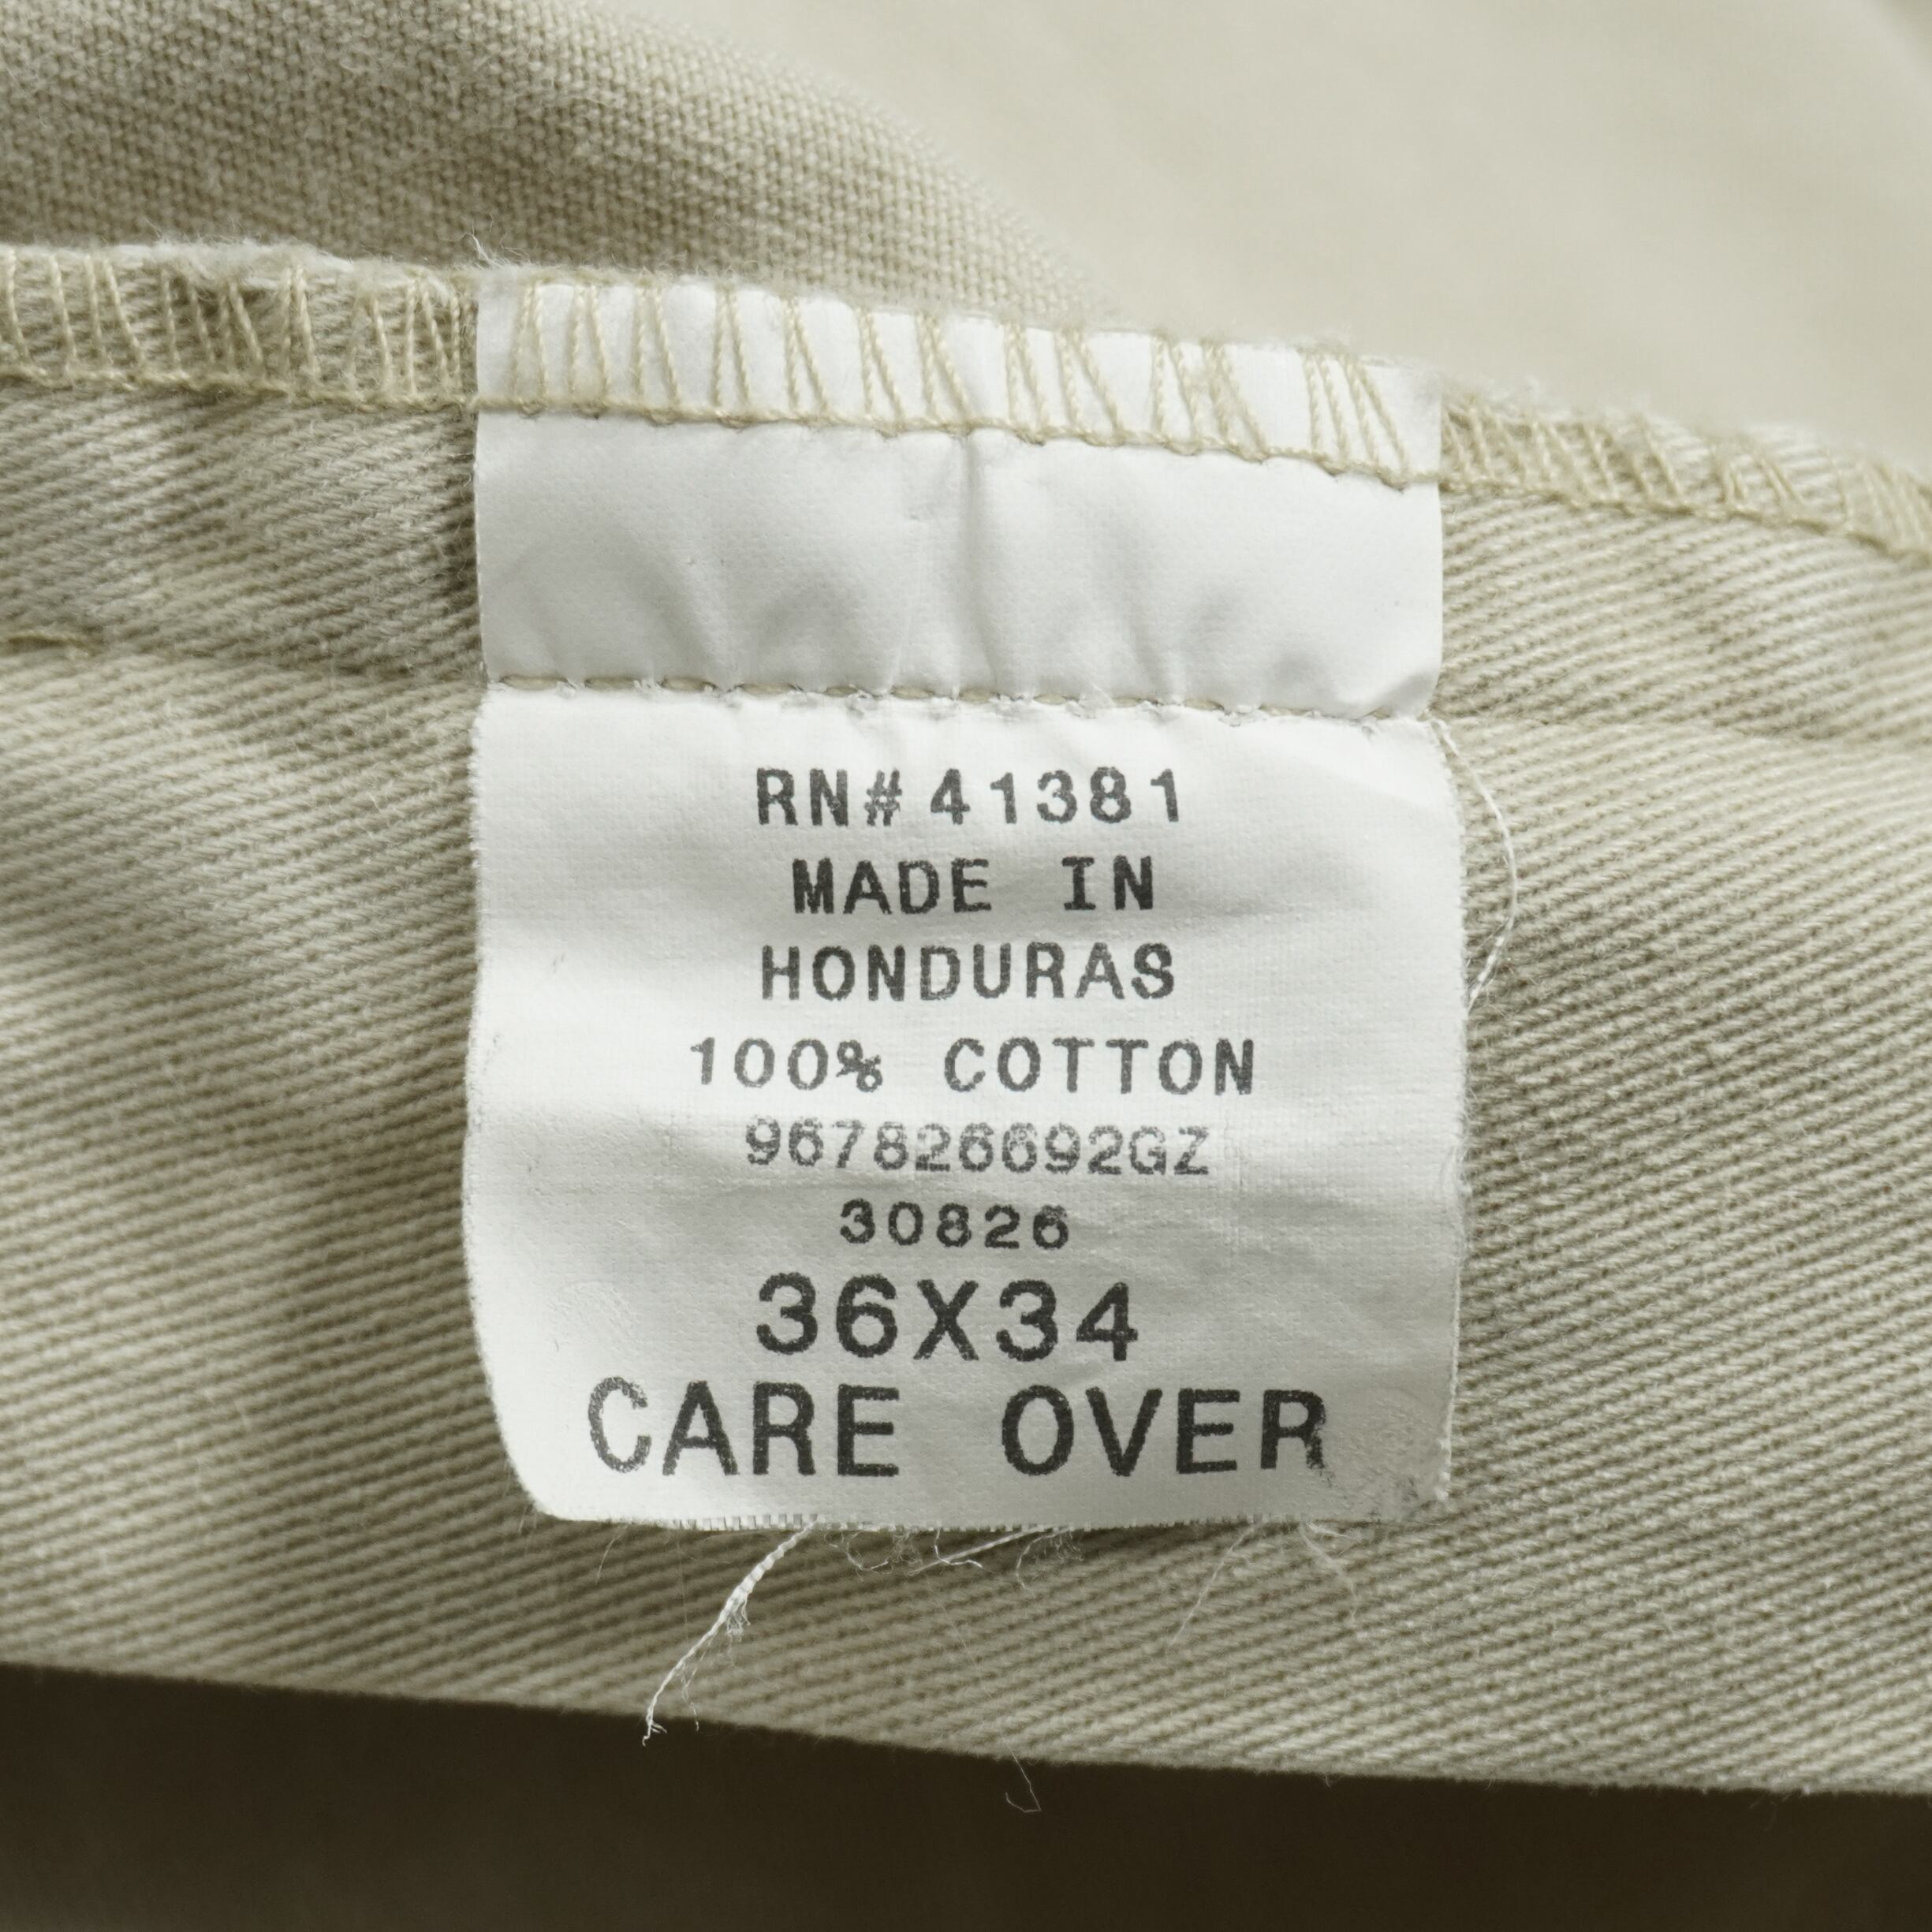 RN#41381
MADE IN
HONDURAS
100% COTTON
967826692GZ
30826
36X34
CARE OVER